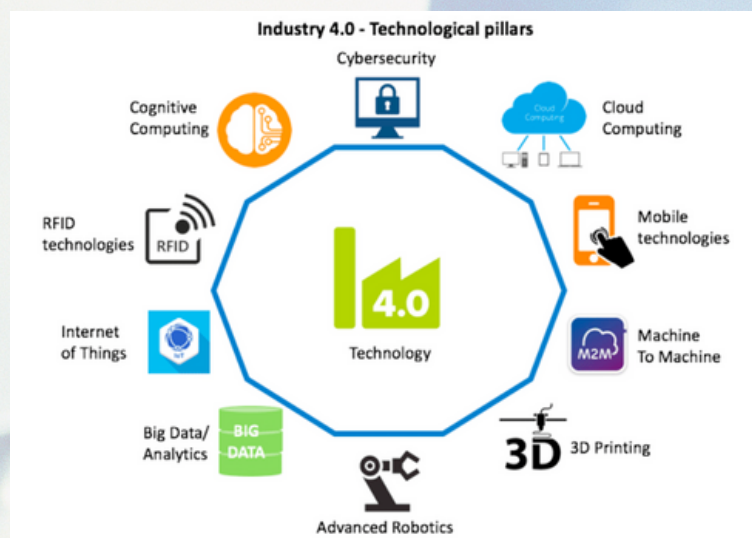 Industry 4.0 - Technological pillars
Cybersecurity
Cognitive
Computing
Cloud
Computing
Cloud
Computing
RFID
technologies
RFID
Mobile
technologies
4.0
Technology
Internet
of Things
IoT
M2M
Machine
To Machine
Big Data/
Analytics
BIG
DATA
3D
3D Printing
Advanced Robotics